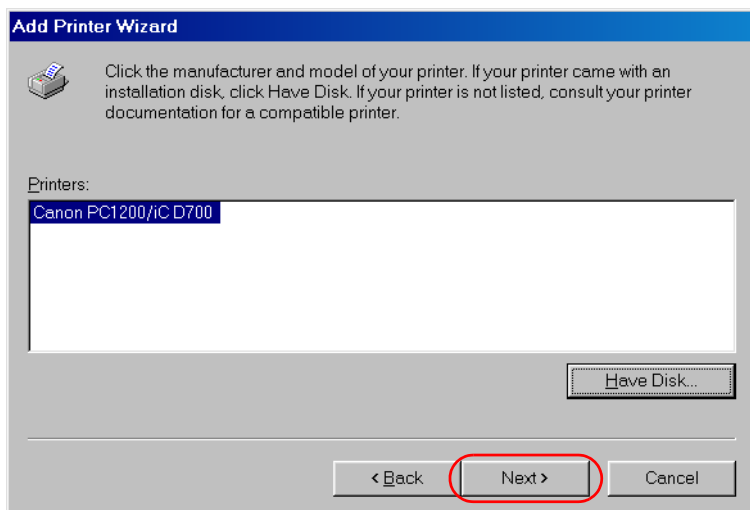 Add Printer Wizard
Click the manufacturer and model of your printer. If your printer came with an
installation disk, click Have Disk. If your printer is not listed, consult your printer
documentation for a compatible printer.
Printers:
Canon PC1200/iC D700
Have Disk...
< Back
Next >
Cancel